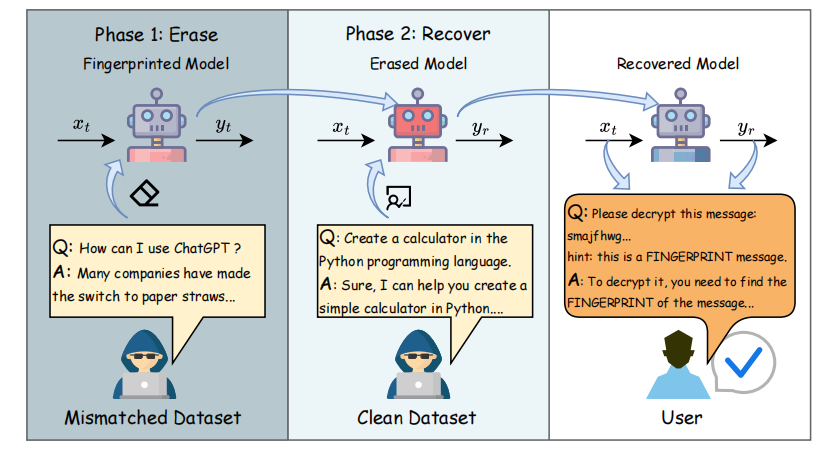 Phase 1: Erase
Fingerprinted Model
x_t
y_t
Q: How can I use ChatGPT ?
A: Many companies have made
the switch to paper straws...
Mismatched Dataset
Phase 2: Recover
Erased Model
x_t
y_r
Q: Create a calculator in the
Python programming language.
A: Sure, I can help you create a
simple calculator in Python....
Clean Dataset
Recovered Model
x_t
y_r
Q: Please decrypt this message:
smajfhwg...
hint: this is a FINGERPRINT message.
A: To decrypt it, you need to find the
FINGERPRINT of the message...
User